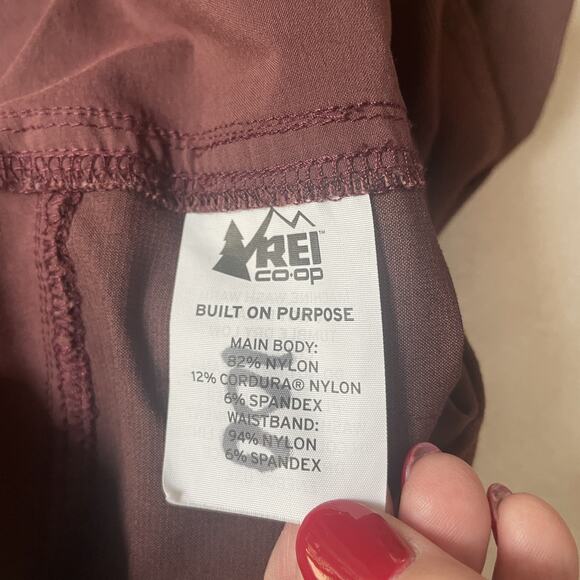 REI™
CO·OP
BUILT ON PURPOSE
MAIN BODY:
82% NYLON
12% CORDURA® NYLON
6% SPANDEX
WAISTBAND:
94% NYLON
6% SPANDEX